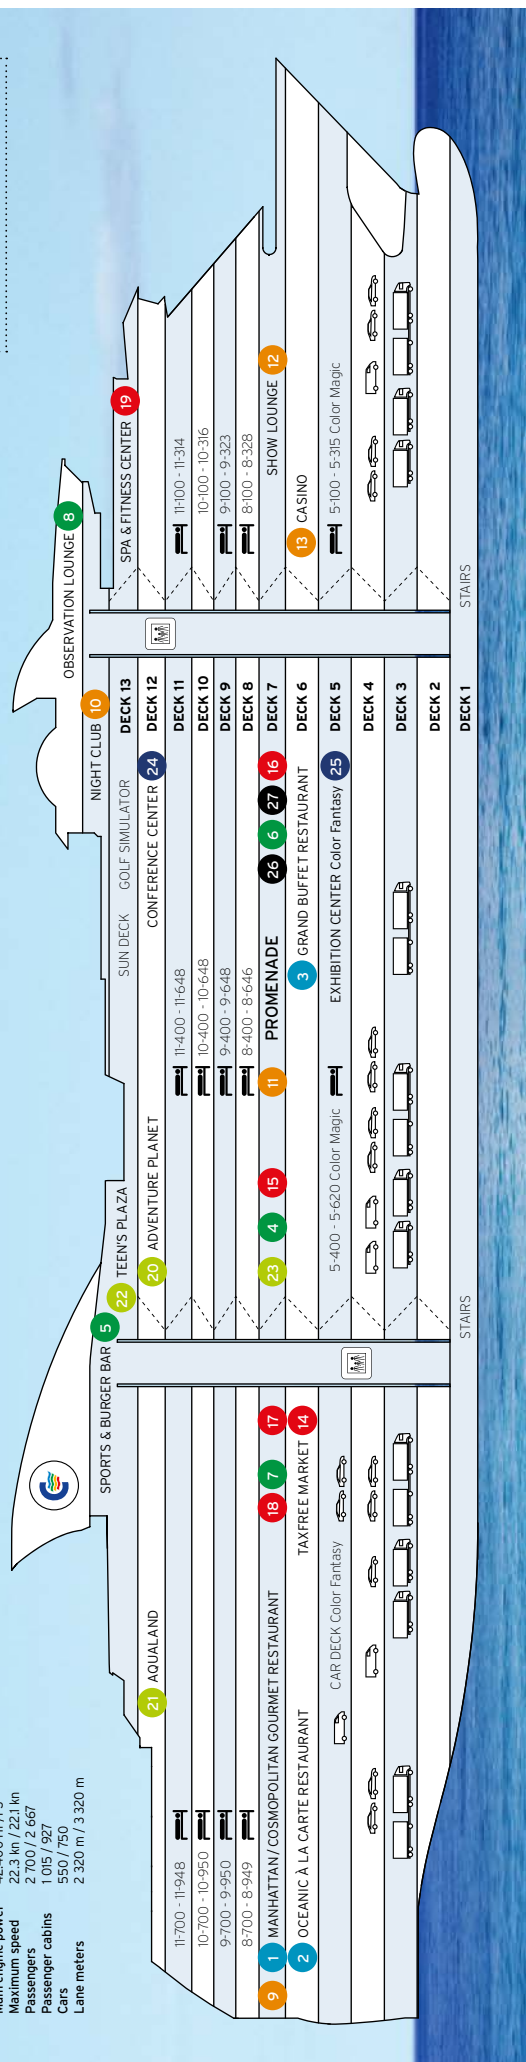 Maximum speed 22.3 kn / 22.1 kn
Passengers 2 700 / 2 667
Passenger cabins 1 015 / 927
Cars 550 / 750
Lane meters 2 320 m / 3 320 m
OBSERVATION LOUNGE 8
NIGHT CLUB 10
SPORTS & BURGER BAR 5
22 TEEN'S PLAZA
SUN DECK
GOLF SIMULATOR
DECK 13
SPA & FITNESS CENTER 19
21 AQUALAND
20 ADVENTURE PLANET
CONFERENCE CENTER 24
DECK 12
11-700 - 11-948
11-400 - 11-648
DECK 11
11-100 - 11-314
10-700 - 10-950
10-400 - 10-648
DECK 10
10-100 - 10-316
9-700 - 9-950
9-400 - 9-648
DECK 9
9-100 - 9-323
8-700 - 8-949
8-400 - 8-646
DECK 8
8-100 - 8-328
9
1 MANHATTAN / COSMOPOLITAN GOURMET RESTAURANT
18 7 17
23 4 15 11
PROMENADE
26 6 27 16
DECK 7
SHOW LOUNGE 12
2 OCEANIC À LA CARTE RESTAURANT
TAXFREE MARKET 14
3 GRAND BUFFET RESTAURANT
DECK 6
13 CASINO
CAR DECK Color Fantasy
5-400 - 5-620 Color Magic
EXHIBITION CENTER Color Fantasy 25
DECK 5
5-100 - 5-315 Color Magic
DECK 4
DECK 3
DECK 2
STAIRS
DECK 1
STAIRS